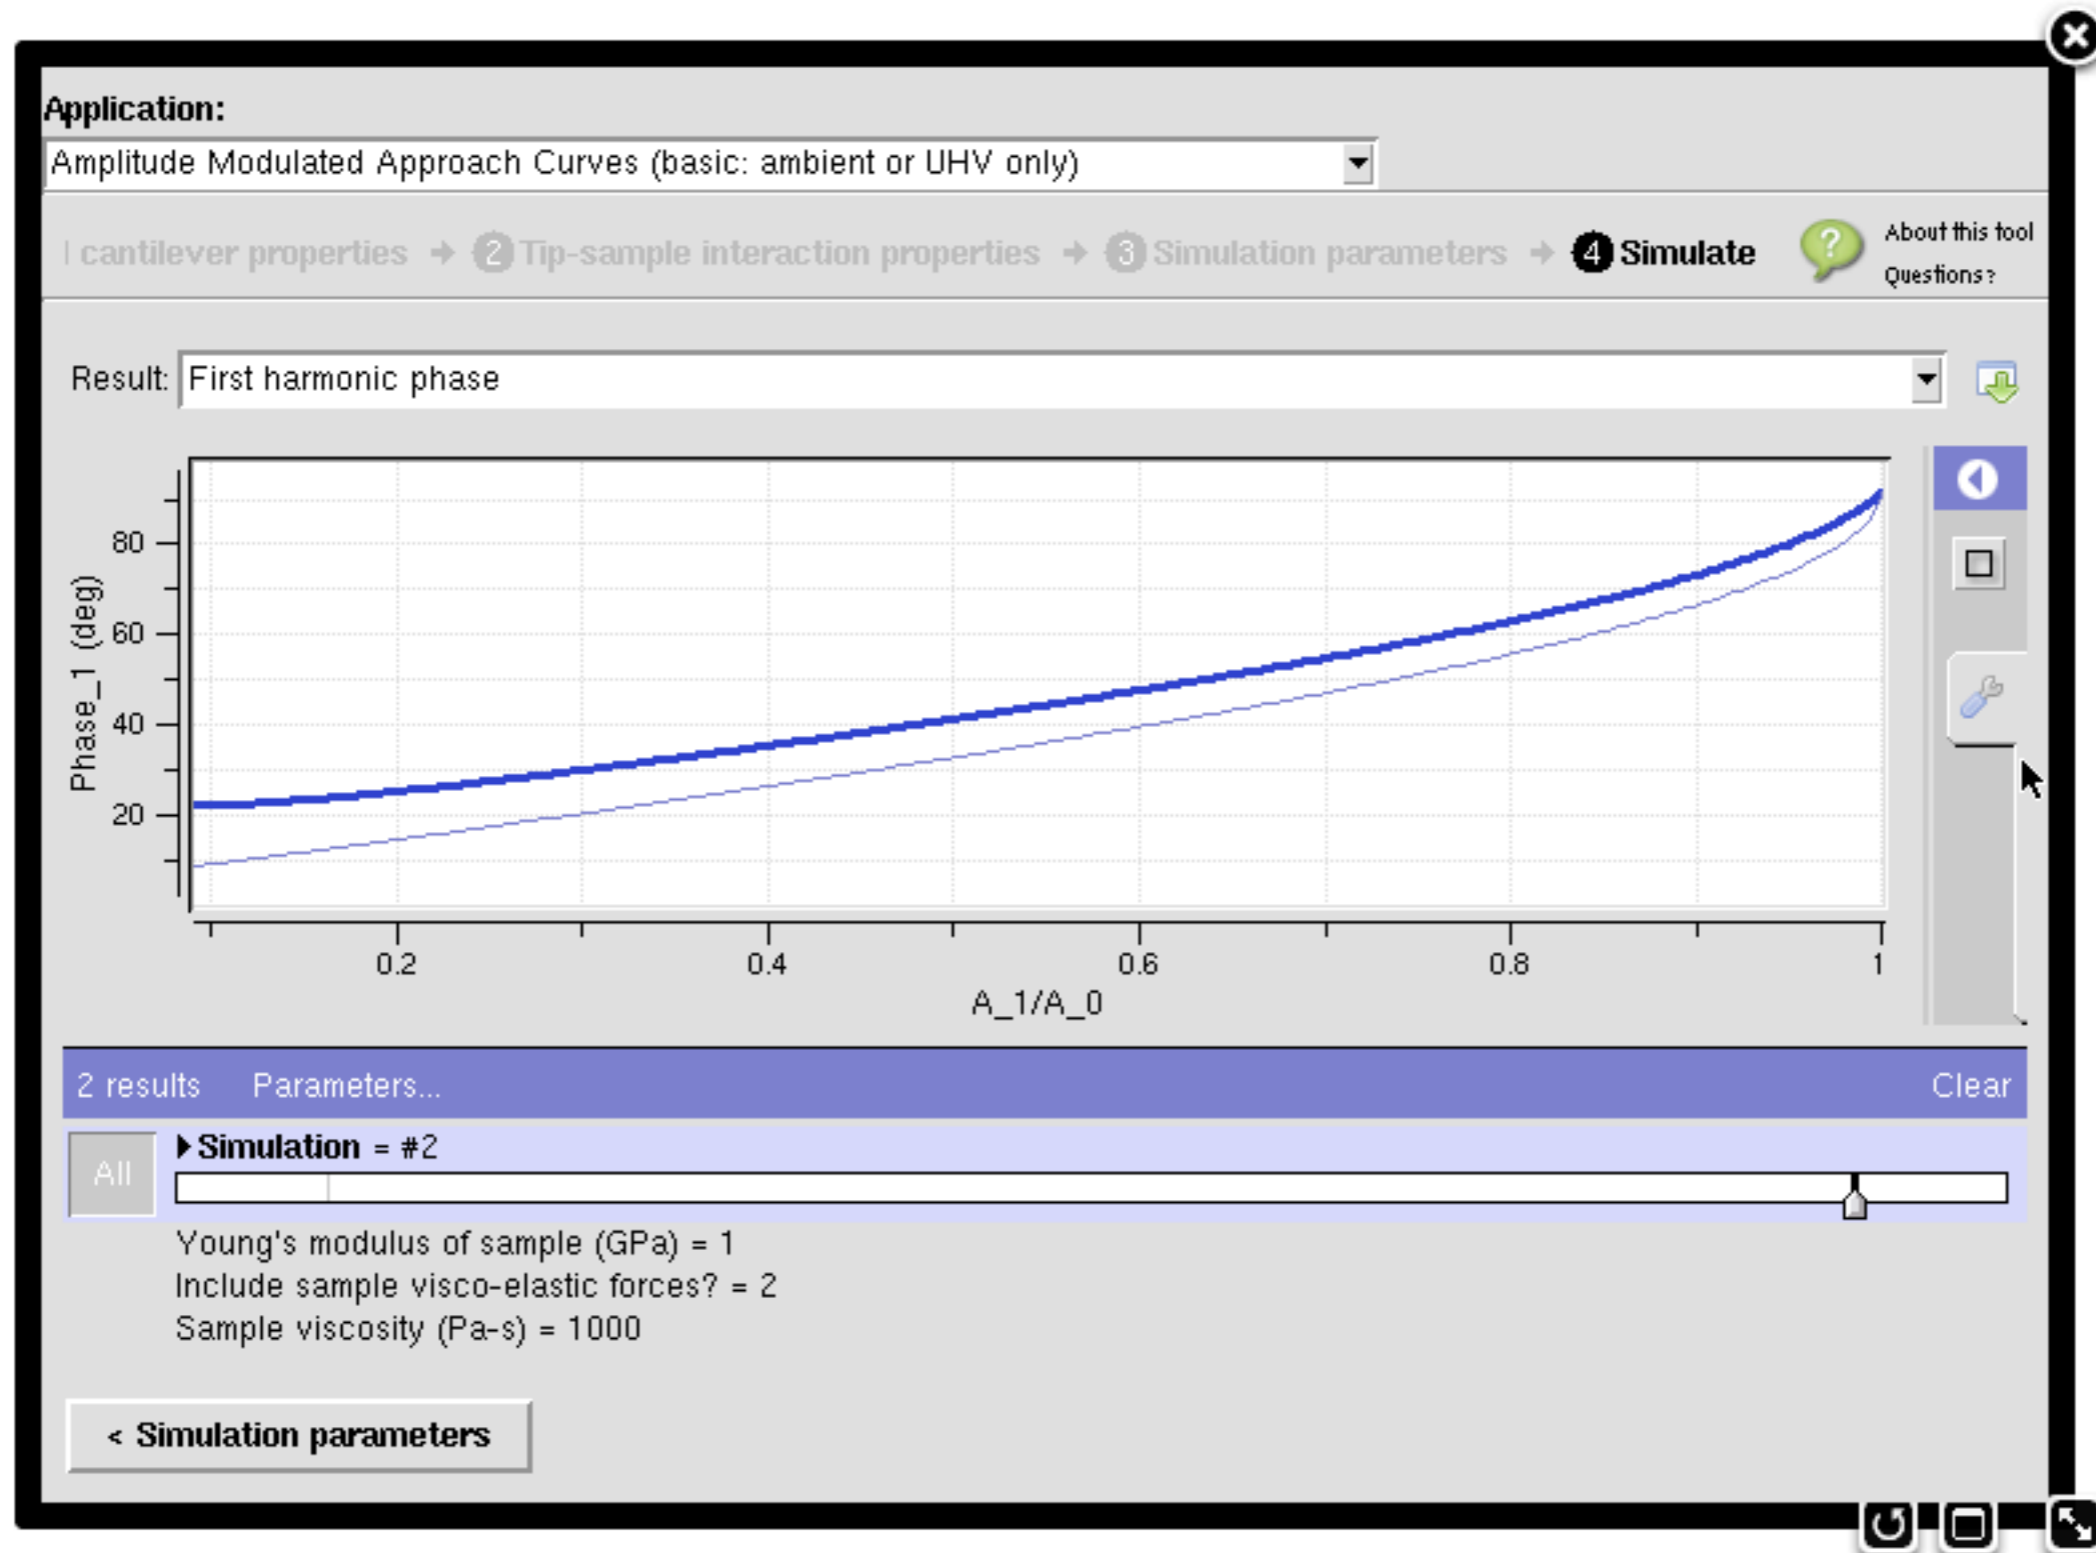 Application:
Amplitude Modulated Approach Curves (basic: ambient or UHV only)
cantilever properties → 2 Tip-sample interaction properties → 3 Simulation parameters → 4 Simulate
? About this tool
Questions?
Result: First harmonic phase
80
60
40
20
Phase_1 (deg)
0.2 0.4 0.6 0.8 1
A_1/A_0
2 results Parameters... Clear
All
Simulation = #2
Young's modulus of sample (GPa) = 1
Include sample visco-elastic forces? = 2
Sample viscosity (Pa-s) = 1000
< Simulation parameters